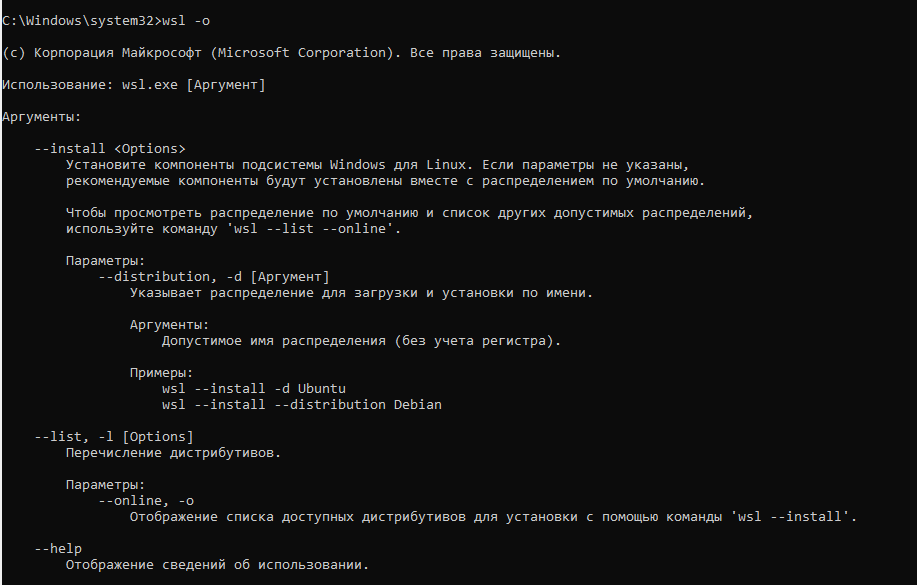 C:\Windows\system32>wsl -o
(c) Корпорация Майкрософт (Microsoft Corporation). Все права защищены.
Использование: wsl.exe [Аргумент]
Аргументы:
--install <Options>
Установите компоненты подсистемы Windows для Linux. Если параметры не указаны,
рекомендуемые компоненты будут установлены вместе с распределением по умолчанию.
Чтобы просмотреть распределение по умолчанию и список других допустимых распределений,
используйте команду 'wsl --list --online'.
Параметры:
--distribution, -d [Аргумент]
Указывает распределение для загрузки и установки по имени.
Аргументы:
Допустимое имя распределения (без учета регистра).
Примеры:
wsl --install -d Ubuntu
wsl --install --distribution Debian
--list, -l [Options]
Перечисление дистрибутивов.
Параметры:
--online, -o
Отображение списка доступных дистрибутивов для установки с помощью команды 'wsl --install'.
--help
Отображение сведений об использовании.